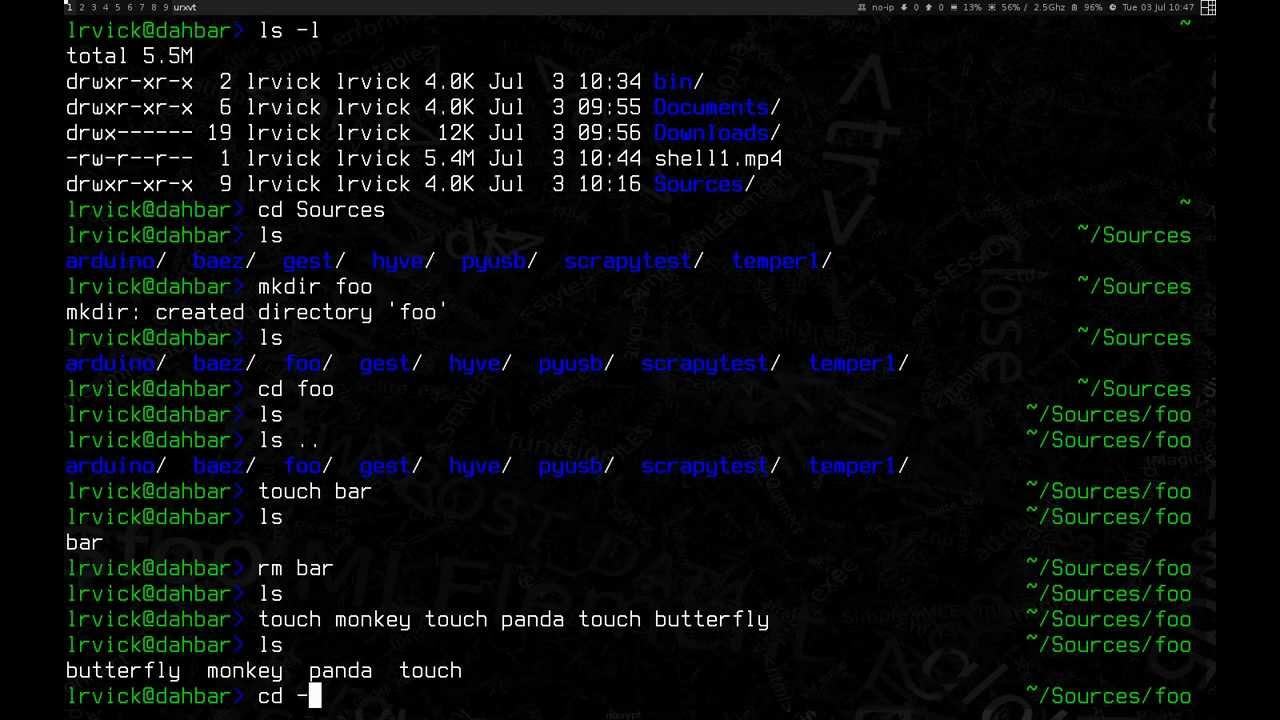 1 2 3 4 5 6 7 8 9 urxvt no-ip 0 0 13% 56% / 2.5Ghz 96% Tue 03 Jul 10:47
lrvick@dahbar> ls -l ~
total 5.5M
drwxr-xr-x 2 lrvick lrvick 4.0K Jul 3 10:34 bin/
drwxr-xr-x 6 lrvick lrvick 4.0K Jul 3 09:55 Documents/
drwx------ 19 lrvick lrvick 12K Jul 3 09:56 Downloads/
-rw-r--r-- 1 lrvick lrvick 5.4M Jul 3 10:44 shell1.mp4
drwxr-xr-x 9 lrvick lrvick 4.0K Jul 3 10:16 Sources/
lrvick@dahbar> cd Sources ~
lrvick@dahbar> ls ~/Sources
arduino/ baez/ gest/ hyve/ pyusb/ scrapytest/ temper1/
lrvick@dahbar> mkdir foo ~/Sources
mkdir: created directory 'foo'
lrvick@dahbar> ls ~/Sources
arduino/ baez/ foo/ gest/ hyve/ pyusb/ scrapytest/ temper1/
lrvick@dahbar> cd foo ~/Sources
lrvick@dahbar> ls ~/Sources/foo
lrvick@dahbar> ls .. ~/Sources/foo
arduino/ baez/ foo/ gest/ hyve/ pyusb/ scrapytest/ temper1/
lrvick@dahbar> touch bar ~/Sources/foo
lrvick@dahbar> ls ~/Sources/foo
bar
lrvick@dahbar> rm bar ~/Sources/foo
lrvick@dahbar> ls ~/Sources/foo
lrvick@dahbar> touch monkey touch panda touch butterfly ~/Sources/foo
lrvick@dahbar> ls ~/Sources/foo
butterfly monkey panda touch
lrvick@dahbar> cd - ~/Sources/foo